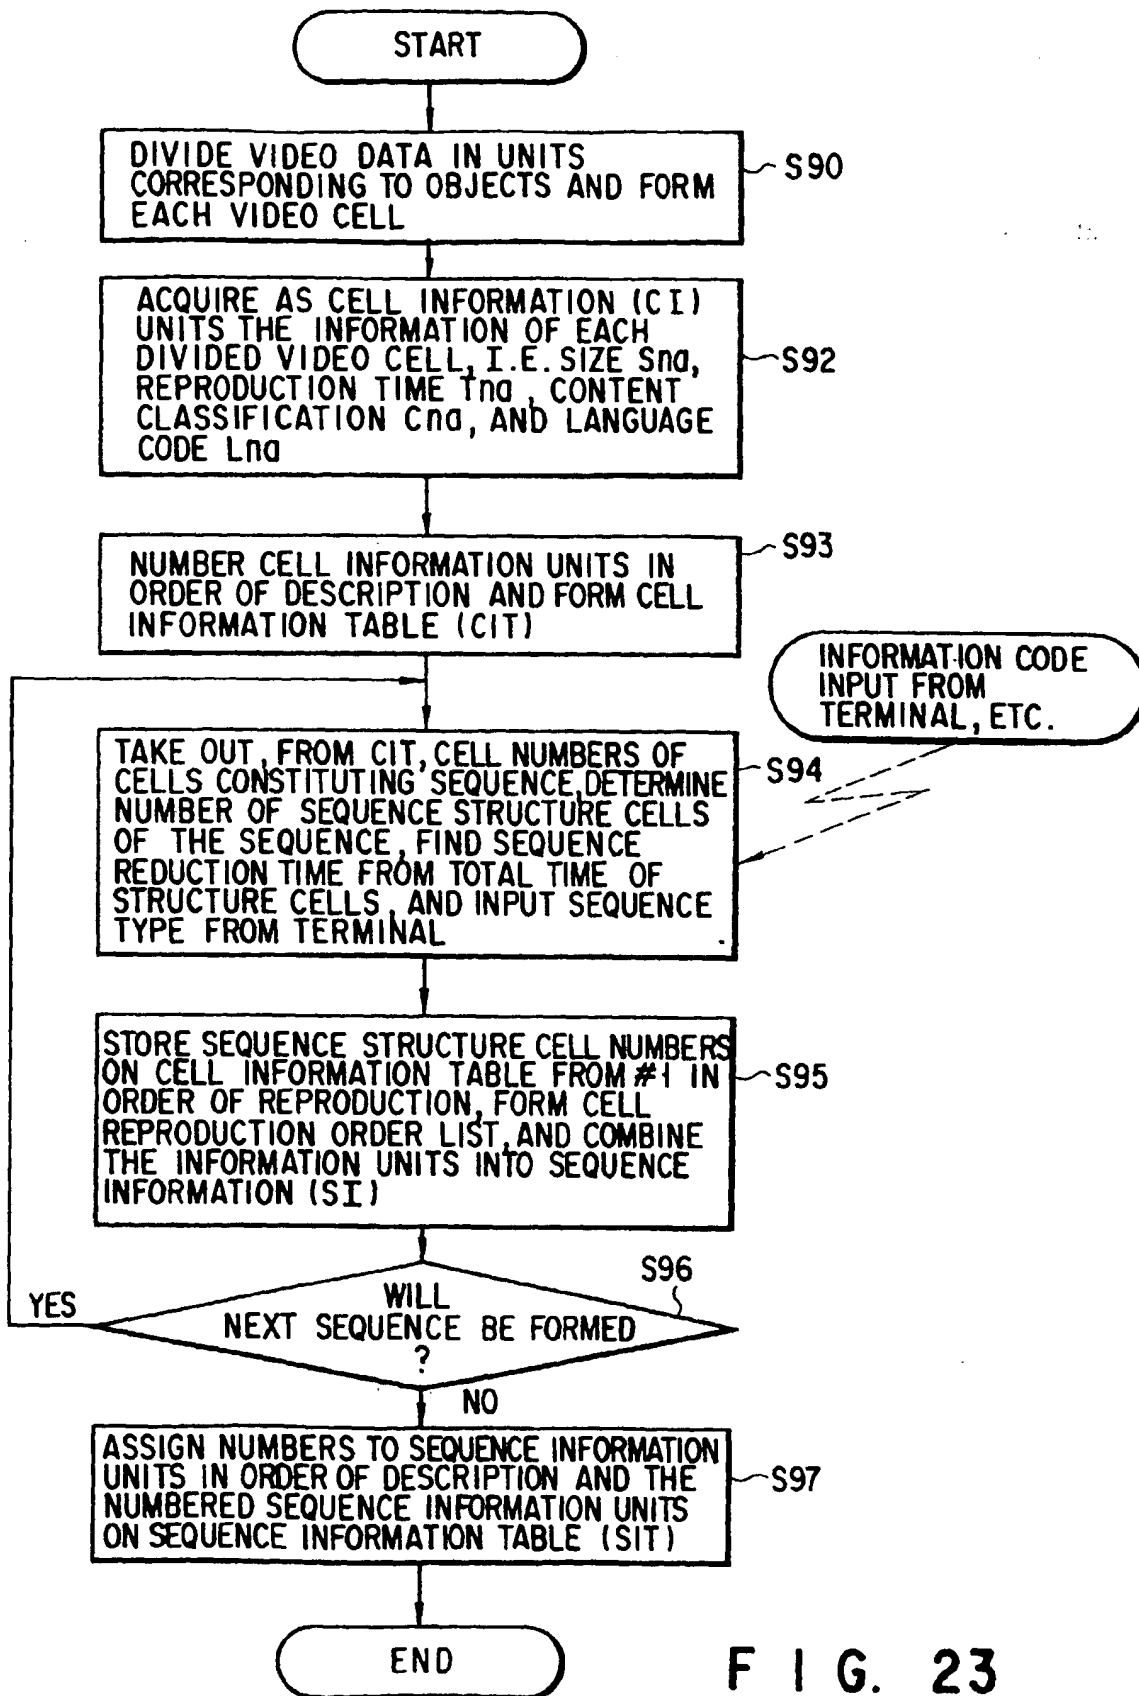 START
DIVIDE VIDEO DATA IN UNITS
CORRESPONDING TO OBJECTS AND FORM
EACH VIDEO CELL
S90
ACQUIRE AS CELL INFORMATION (CI)
UNITS THE INFORMATION OF EACH
DIVIDED VIDEO CELL, I.E. SIZE Sna,
REPRODUCTION TIME Tna, CONTENT
CLASSIFICATION Cna, AND LANGUAGE
CODE Lna
S92
NUMBER CELL INFORMATION UNITS IN
ORDER OF DESCRIPTION AND FORM CELL
INFORMATION TABLE (CIT)
S93
INFORMATION CODE
INPUT FROM
TERMINAL, ETC.
TAKE OUT, FROM CIT, CELL NUMBERS OF
CELLS CONSTITUTING SEQUENCE, DETERMINE
NUMBER OF SEQUENCE STRUCTURE CELLS
OF THE SEQUENCE, FIND SEQUENCE
REDUCTION TIME FROM TOTAL TIME OF
STRUCTURE CELLS, AND INPUT SEQUENCE
TYPE FROM TERMINAL
S94
STORE SEQUENCE STRUCTURE CELL NUMBERS
ON CELL INFORMATION TABLE FROM #1 IN
ORDER OF REPRODUCTION, FORM CELL
REPRODUCTION ORDER LIST, AND COMBINE
THE INFORMATION UNITS INTO SEQUENCE
INFORMATION (SI)
S95
S96
YES
WILL
NEXT SEQUENCE BE FORMED
?
NO
ASSIGN NUMBERS TO SEQUENCE INFORMATION
UNITS IN ORDER OF DESCRIPTION AND THE
NUMBERED SEQUENCE INFORMATION UNITS
ON SEQUENCE INFORMATION TABLE (SIT)
S97
END
FIG. 23